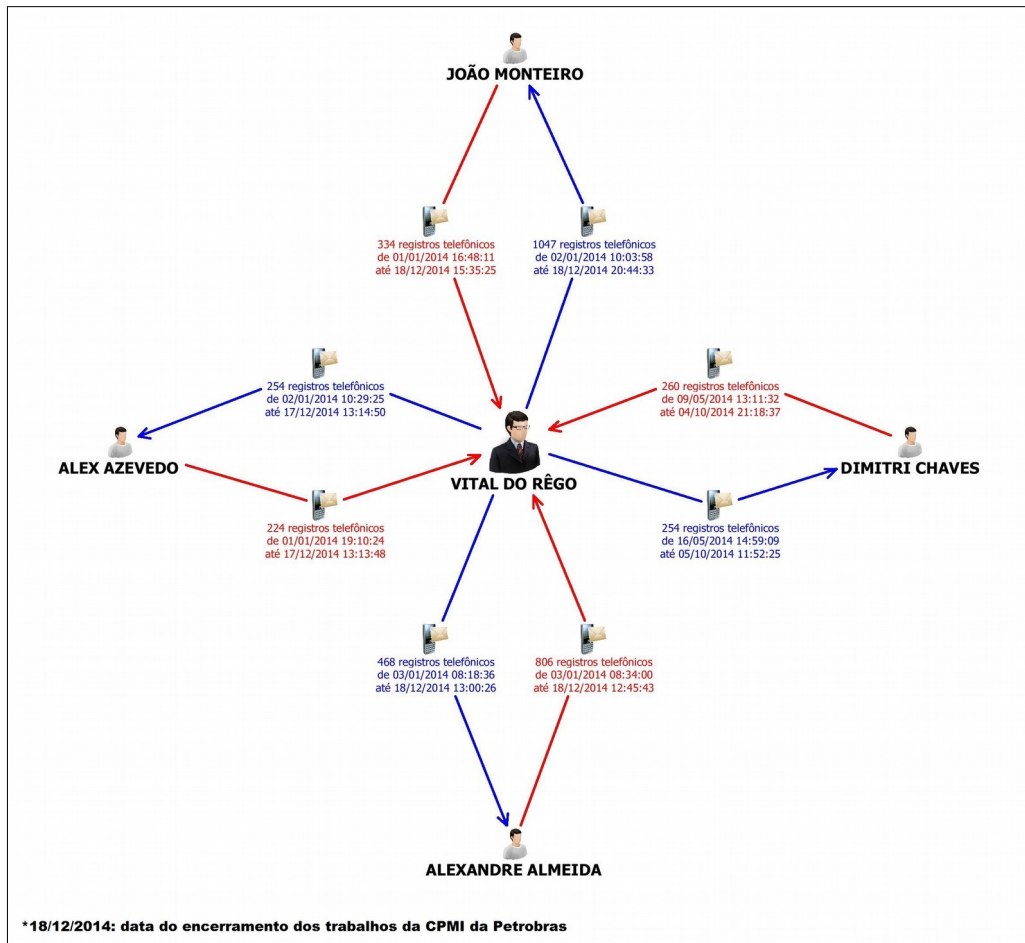 JOÃO MONTEIRO
334 registros telefônicos
de 01/01/2014 16:48:11
até 18/12/2014 15:35:25
1047 registros telefônicos
de 02/01/2014 10:03:58
até 18/12/2014 20:44:33
254 registros telefônicos
de 02/01/2014 10:29:25
até 17/12/2014 13:14:50
260 registros telefônicos
de 09/05/2014 13:11:32
até 04/10/2014 21:18:37
ALEX AZEVEDO
VITAL DO RÊGO
DIMITRI CHAVES
224 registros telefônicos
de 01/01/2014 19:10:24
até 17/12/2014 13:13:48
254 registros telefônicos
de 16/05/2014 14:59:09
até 05/10/2014 11:52:25
468 registros telefônicos
de 03/01/2014 08:18:36
até 18/12/2014 13:00:26
806 registros telefônicos
de 03/01/2014 08:34:00
até 18/12/2014 12:45:43
ALEXANDRE ALMEIDA
*18/12/2014: data do encerramento dos trabalhos da CPMI da Petrobras